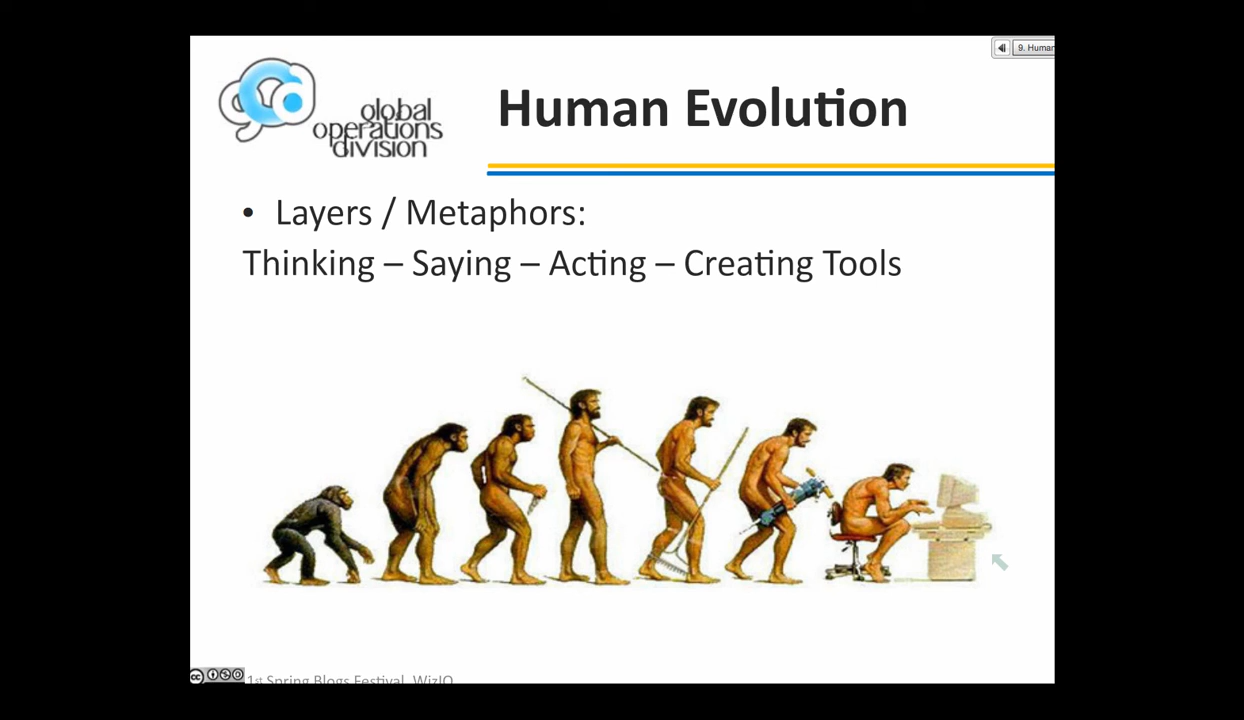 9. Human
global
operations
division
Human Evolution
• Layers / Metaphors:
Thinking – Saying – Acting – Creating Tools
1st Spring Blogs Festival, WizIQ